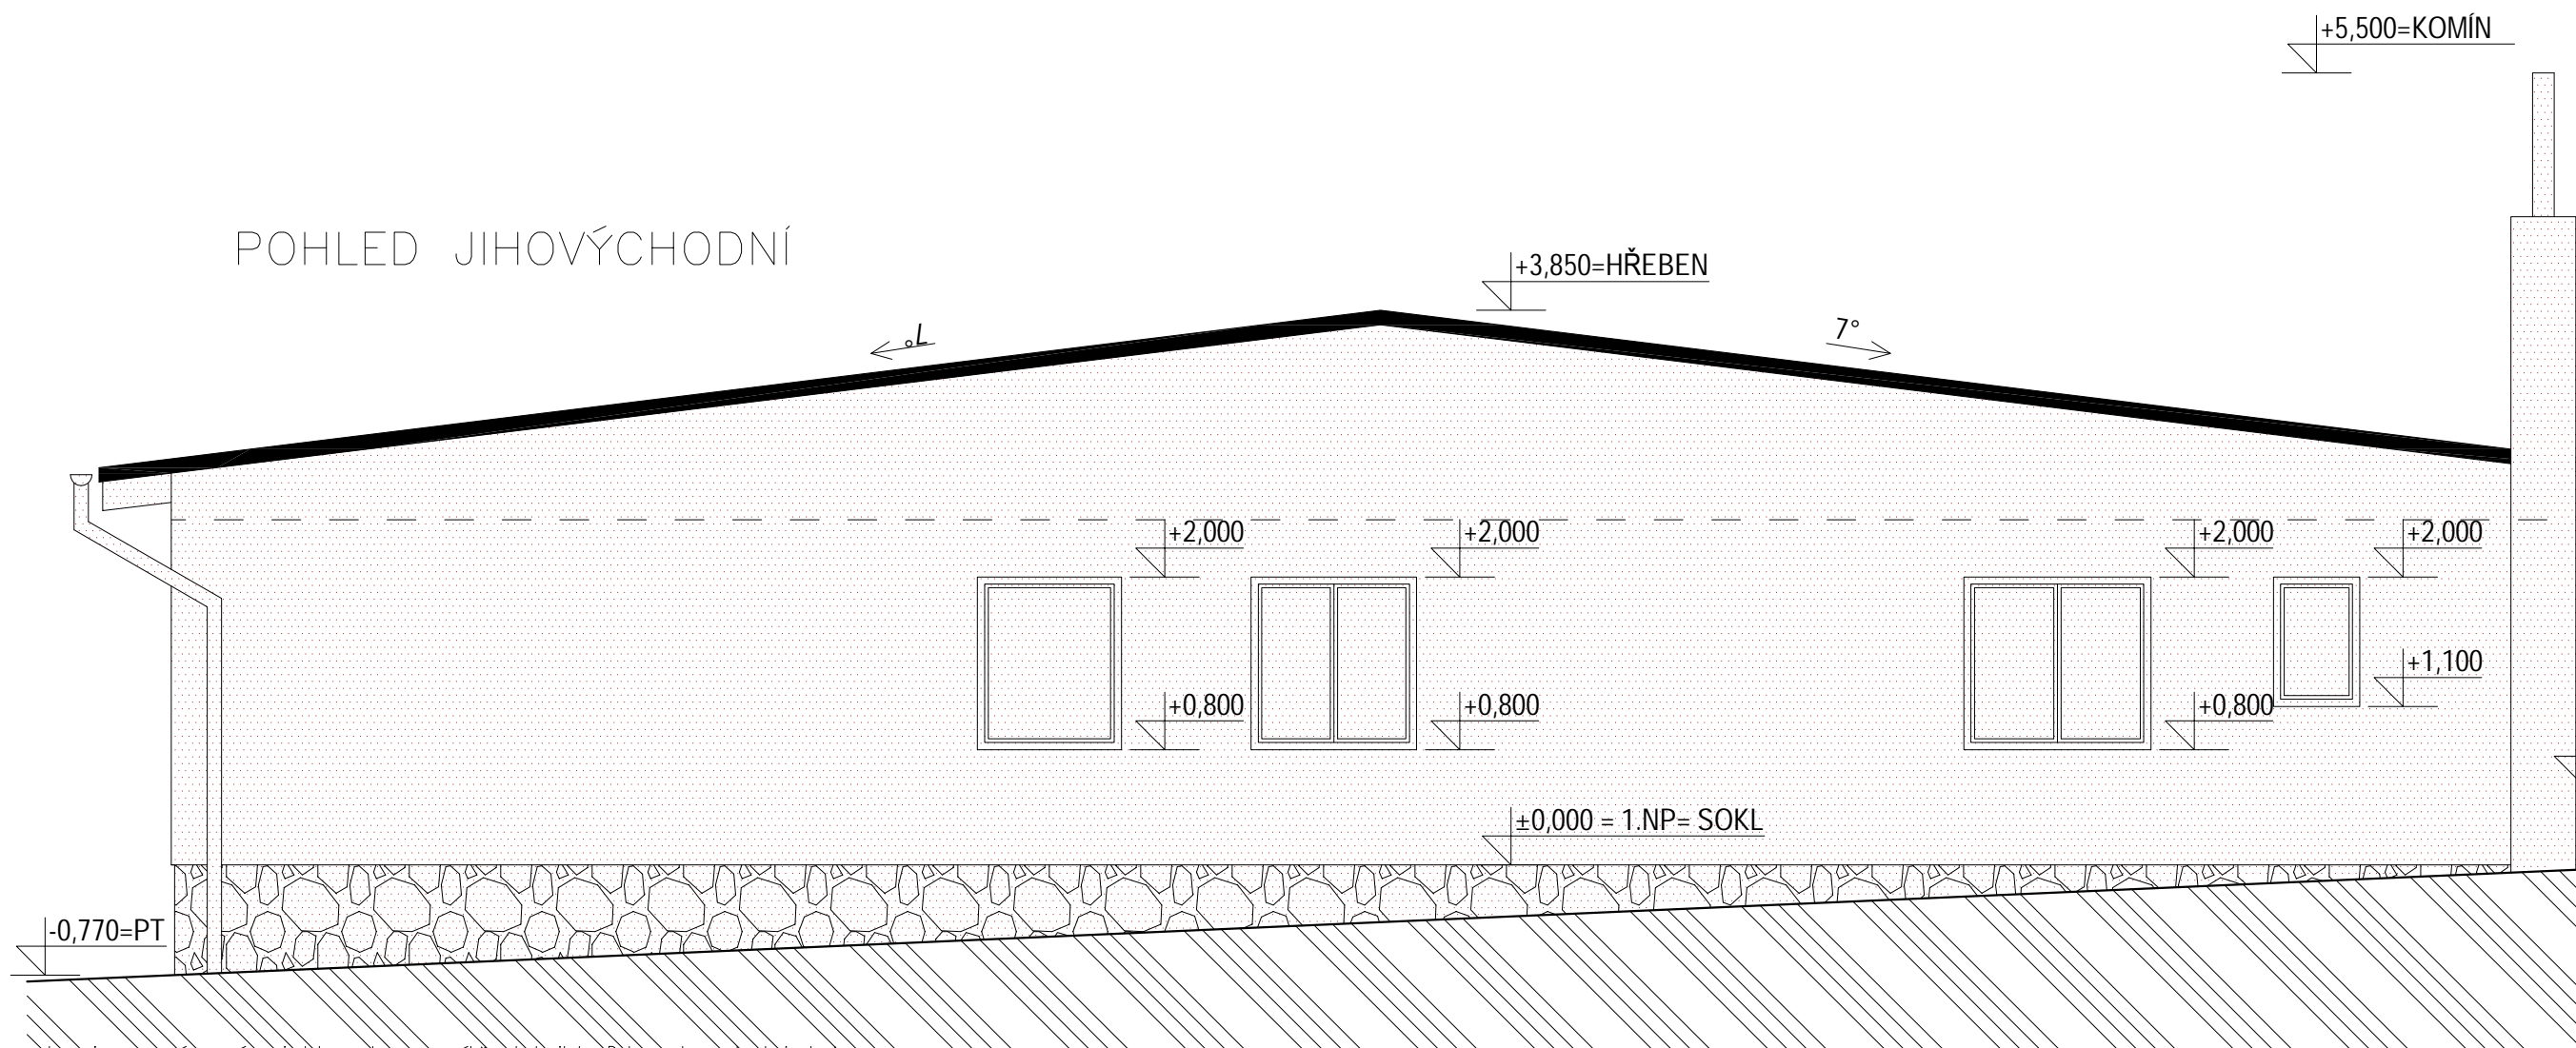 +5,500=KOMÍN
POHLED JIHOVÝCHODNÍ
+3,850=HŘEBEN
7°
7°
+2,000
+2,000
+2,000
+2,000
+1,100
+0,800
+0,800
+0,800
±0,000 = 1.NP= SOKL
-0,770=PT